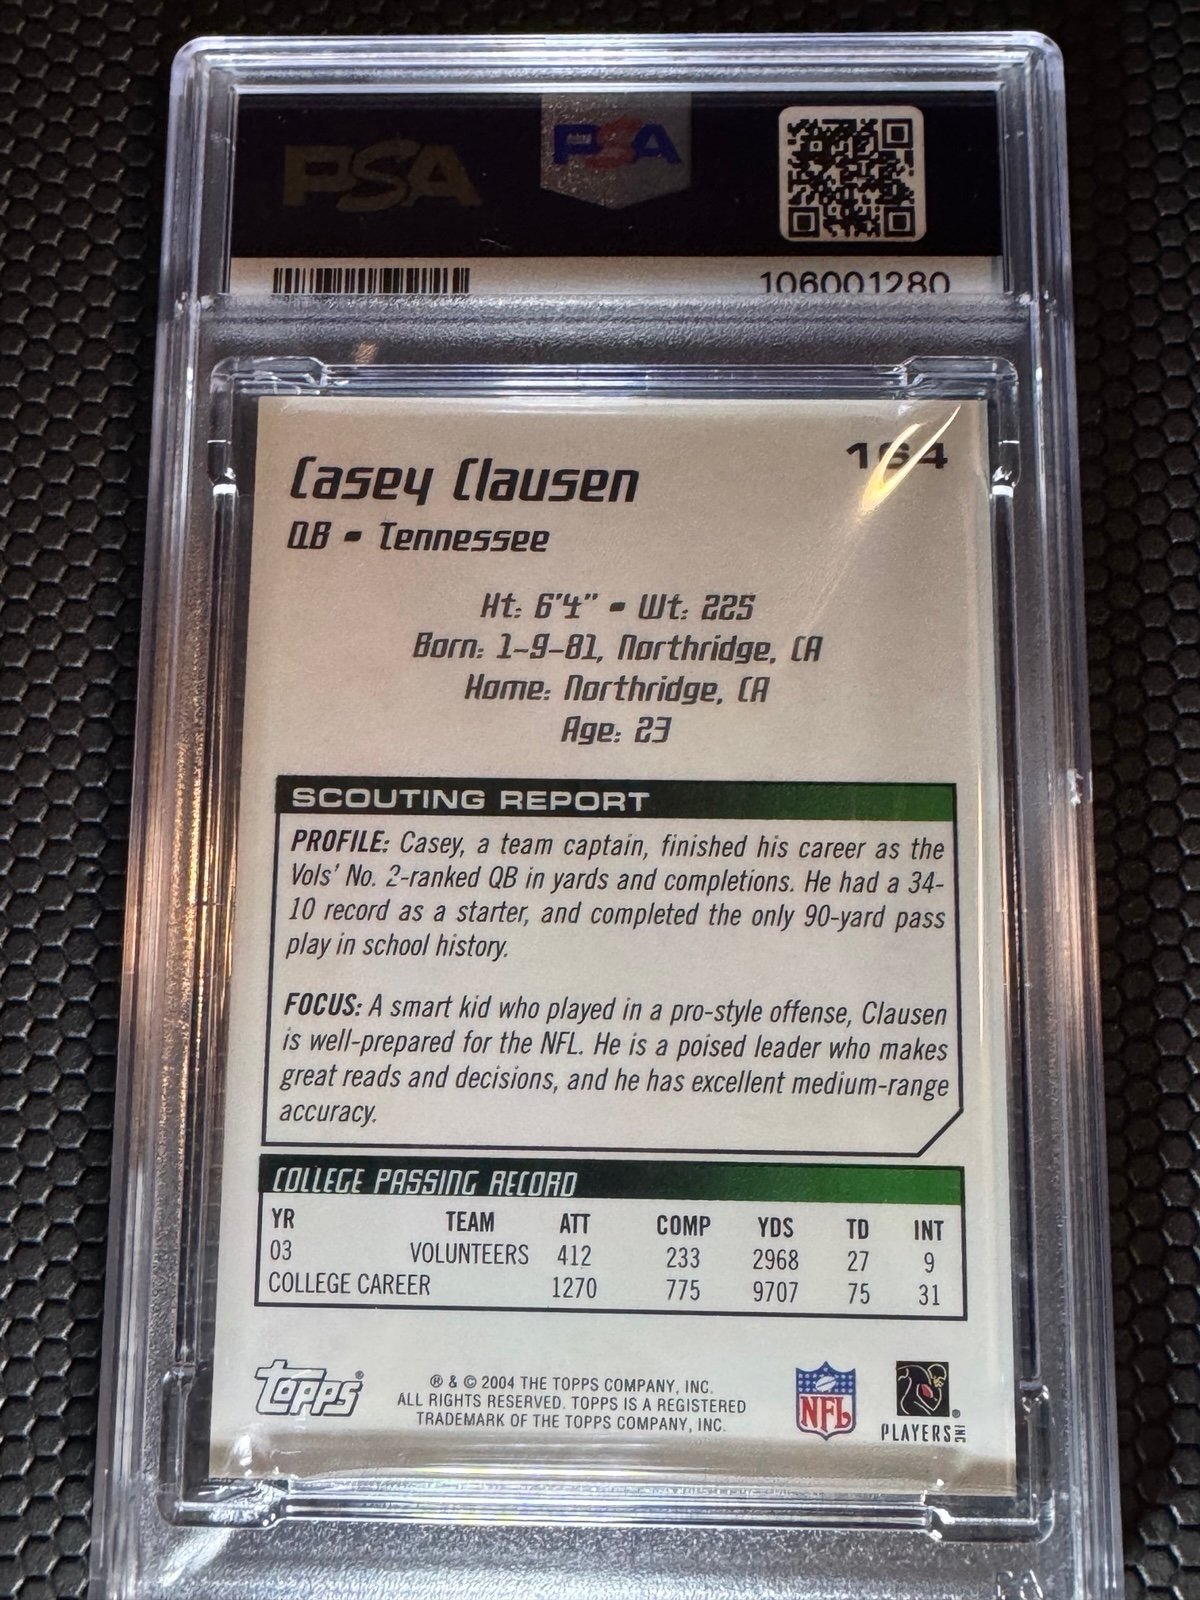 PSA PSA
106001280
164
Casey Clausen
QB - Tennessee
Ht: 6'4" - Wt: 225
Born: 1-9-81, Northridge, CA
Home: Northridge, CA
Age: 23
SCOUTING REPORT
PROFILE: Casey, a team captain, finished his career as the
Vols' No. 2-ranked QB in yards and completions. He had a 34-
10 record as a starter, and completed the only 90-yard pass
play in school history.
FOCUS: A smart kid who played in a pro-style offense, Clausen
is well-prepared for the NFL. He is a poised leader who makes
great reads and decisions, and he has excellent medium-range
accuracy.
COLLEGE PASSING RECORD
YR TEAM ATT COMP YDS TD INT
03 VOLUNTEERS 412 233 2968 27 9
COLLEGE CAREER 1270 775 9707 75 31
Topps®
® & © 2004 THE TOPPS COMPANY, INC.
ALL RIGHTS RESERVED. TOPPS IS A REGISTERED
TRADEMARK OF THE TOPPS COMPANY, INC.
NFL
PLAYERS INC ®